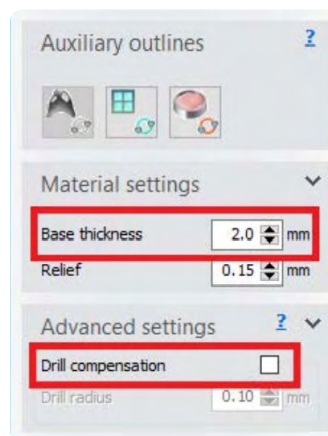 Auxiliary outlines ?
Material settings
Base thickness 2.0 mm
Relief 0.15 mm
Advanced settings ?
Drill compensation
Drill radius 0.10 mm